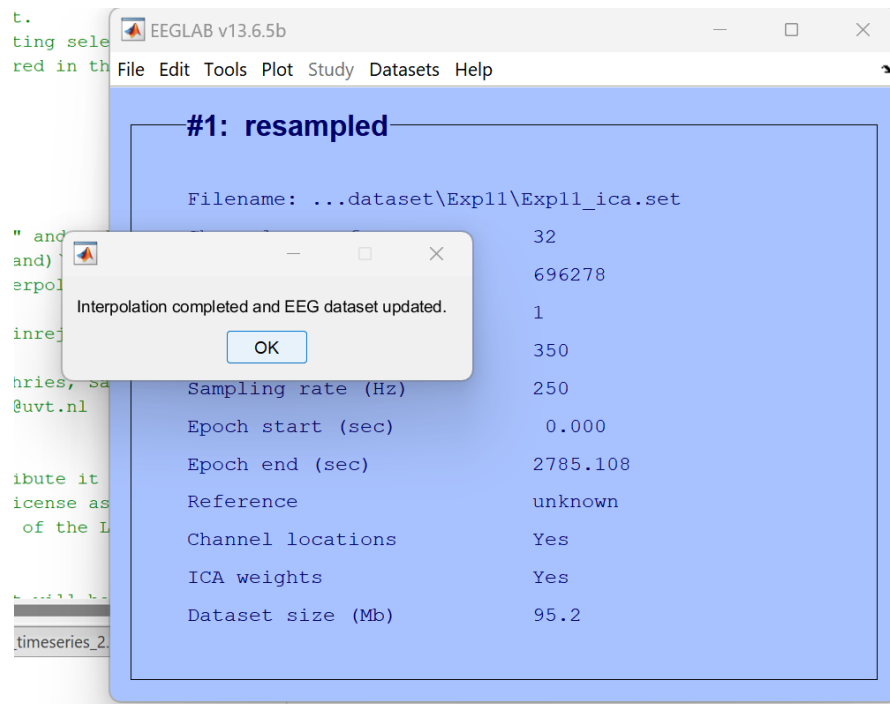 t.
ting sele
red in th
EEGLAB v13.6.5b
File Edit Tools Plot Study Datasets Help
#1: resampled
Filename: ...dataset\Exp11\Exp11_ica.set
32
696278
1
350
Sampling rate (Hz) 250
Epoch start (sec) 0.000
Epoch end (sec) 2785.108
Reference unknown
Channel locations Yes
ICA weights Yes
Dataset size (Mb) 95.2
" and
and)
erpol
Interpolation completed and EEG dataset updated.
OK
inrej
hries, Sa
@uvt.nl
ibute it
icense as
of the L
_timeseries_2.